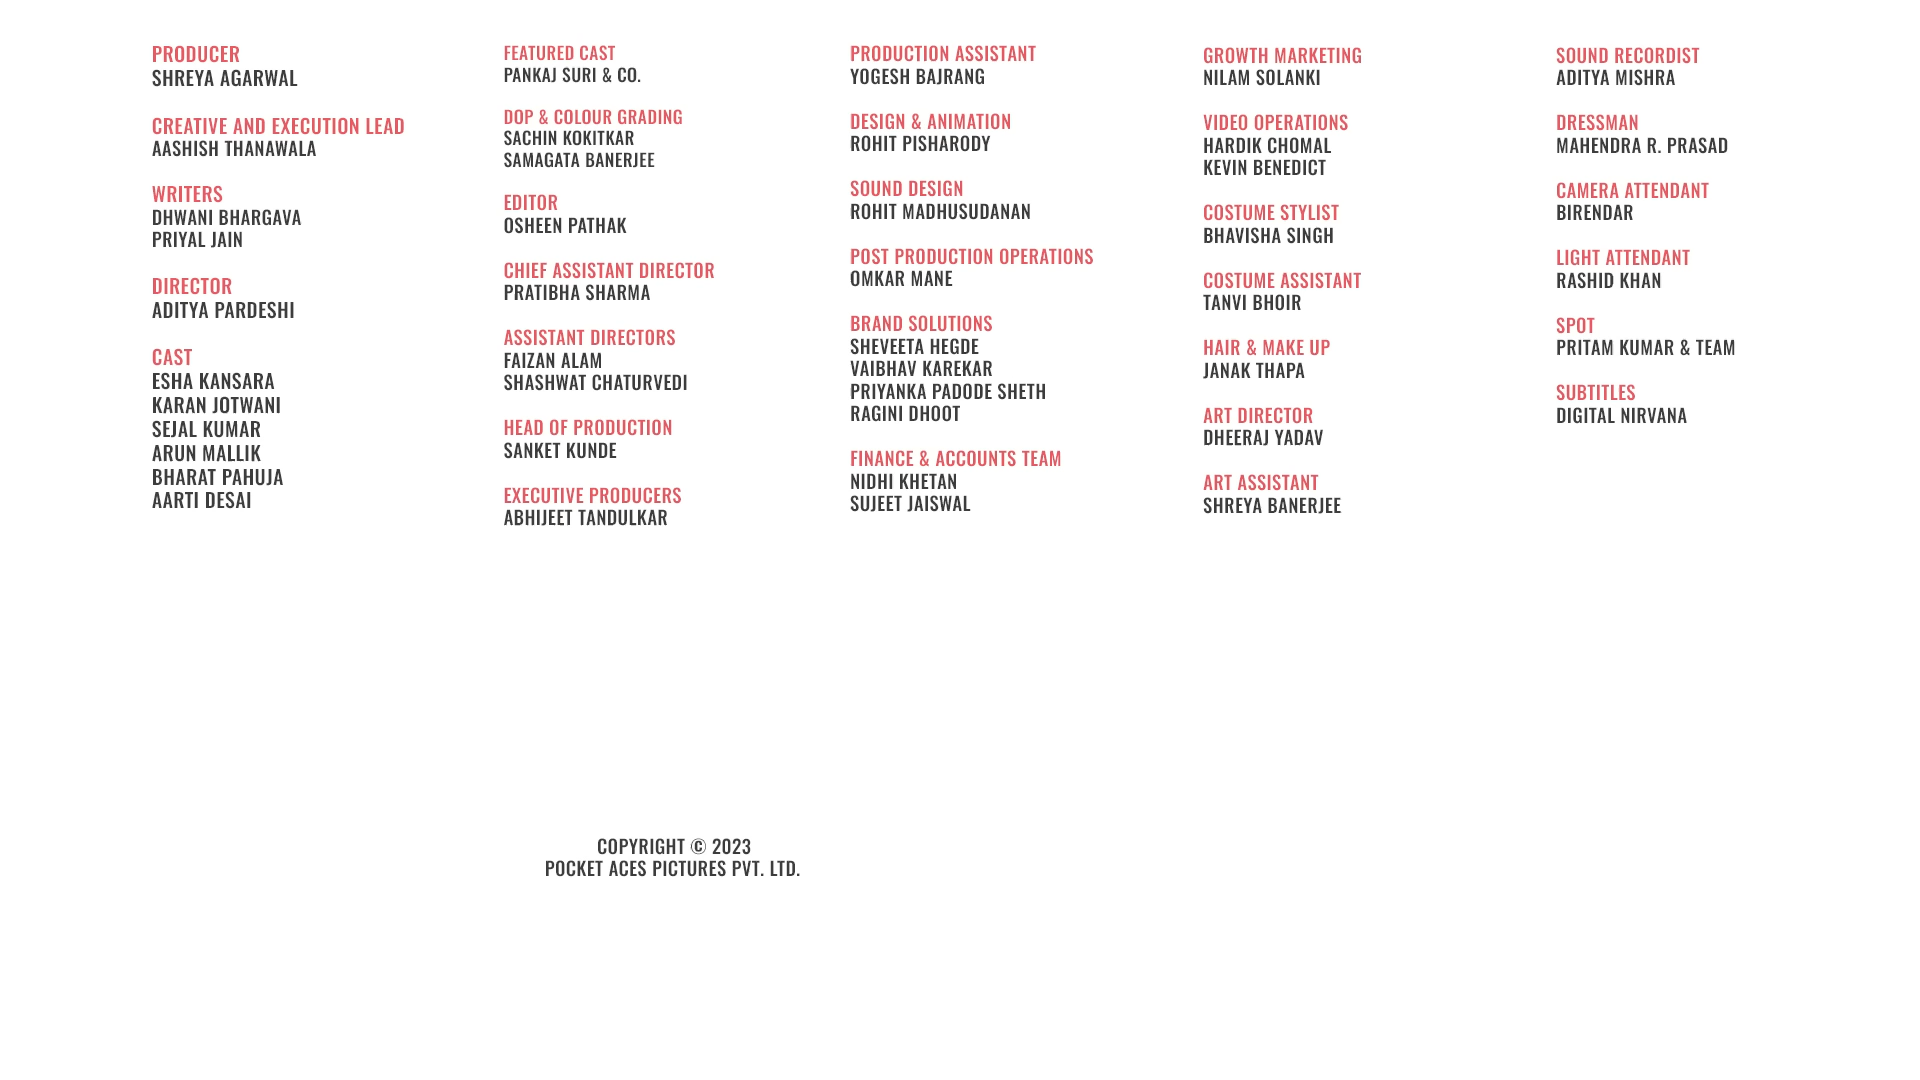 PRODUCER
SHREYA AGARWAL
CREATIVE AND EXECUTION LEAD
AASHISH THANAWALA
WRITERS
DHWANI BHARGAVA
PRIYAL JAIN
DIRECTOR
ADITYA PARDESHI
CAST
ESHA KANSARA
KARAN JOTWANI
SEJAL KUMAR
ARUN MALLIK
BHARAT PAHUJA
AARTI DESAI
FEATURED CAST
PANKAJ SURI & CO.
DOP & COLOUR GRADING
SACHIN KOKITKAR
SAMAGATA BANERJEE
EDITOR
OSHEEN PATHAK
CHIEF ASSISTANT DIRECTOR
PRATIBHA SHARMA
ASSISTANT DIRECTORS
FAIZAN ALAM
SHASHWAT CHATURVEDI
HEAD OF PRODUCTION
SANKET KUNDE
EXECUTIVE PRODUCERS
ABHIJEET TANDULKAR
PRODUCTION ASSISTANT
YOGESH BAJRANG
DESIGN & ANIMATION
ROHIT PISHARODY
SOUND DESIGN
ROHIT MADHUSUDANAN
POST PRODUCTION OPERATIONS
OMKAR MANE
BRAND SOLUTIONS
SHEVEETA HEGDE
VAIBHAV KAREKAR
PRIYANKA PADODE SHETH
RAGINI DHOOT
FINANCE & ACCOUNTS TEAM
NIDHI KHETAN
SUJEET JAISWAL
GROWTH MARKETING
NILAM SOLANKI
VIDEO OPERATIONS
HARDIK CHOMAL
KEVIN BENEDICT
COSTUME STYLIST
BHAVISHA SINGH
COSTUME ASSISTANT
TANVI BHOIR
HAIR & MAKE UP
JANAK THAPA
ART DIRECTOR
DHEERAJ YADAV
ART ASSISTANT
SHREYA BANERJEE
SOUND RECORDIST
ADITYA MISHRA
DRESSMAN
MAHENDRA R. PRASAD
CAMERA ATTENDANT
BIRENDAR
LIGHT ATTENDANT
RASHID KHAN
SPOT
PRITAM KUMAR & TEAM
SUBTITLES
DIGITAL NIRVANA
COPYRIGHT © 2023
POCKET ACES PICTURES PVT. LTD.